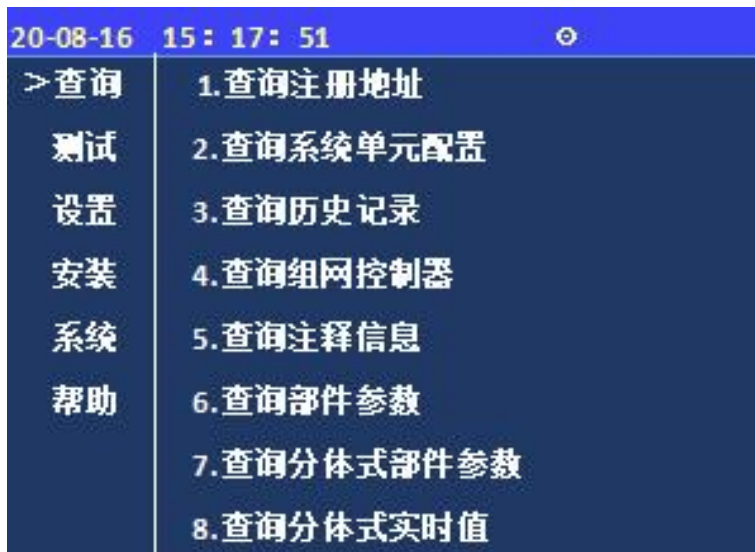 20-08-16 15: 17: 51
>查询 1.查询注册地址
测试 2.查询系统单元配置
设置 3.查询历史记录
安装 4.查询组网控制器
系统 5.查询注释信息
帮助 6.查询部件参数
7.查询分体式部件参数
8.查询分体式实时值